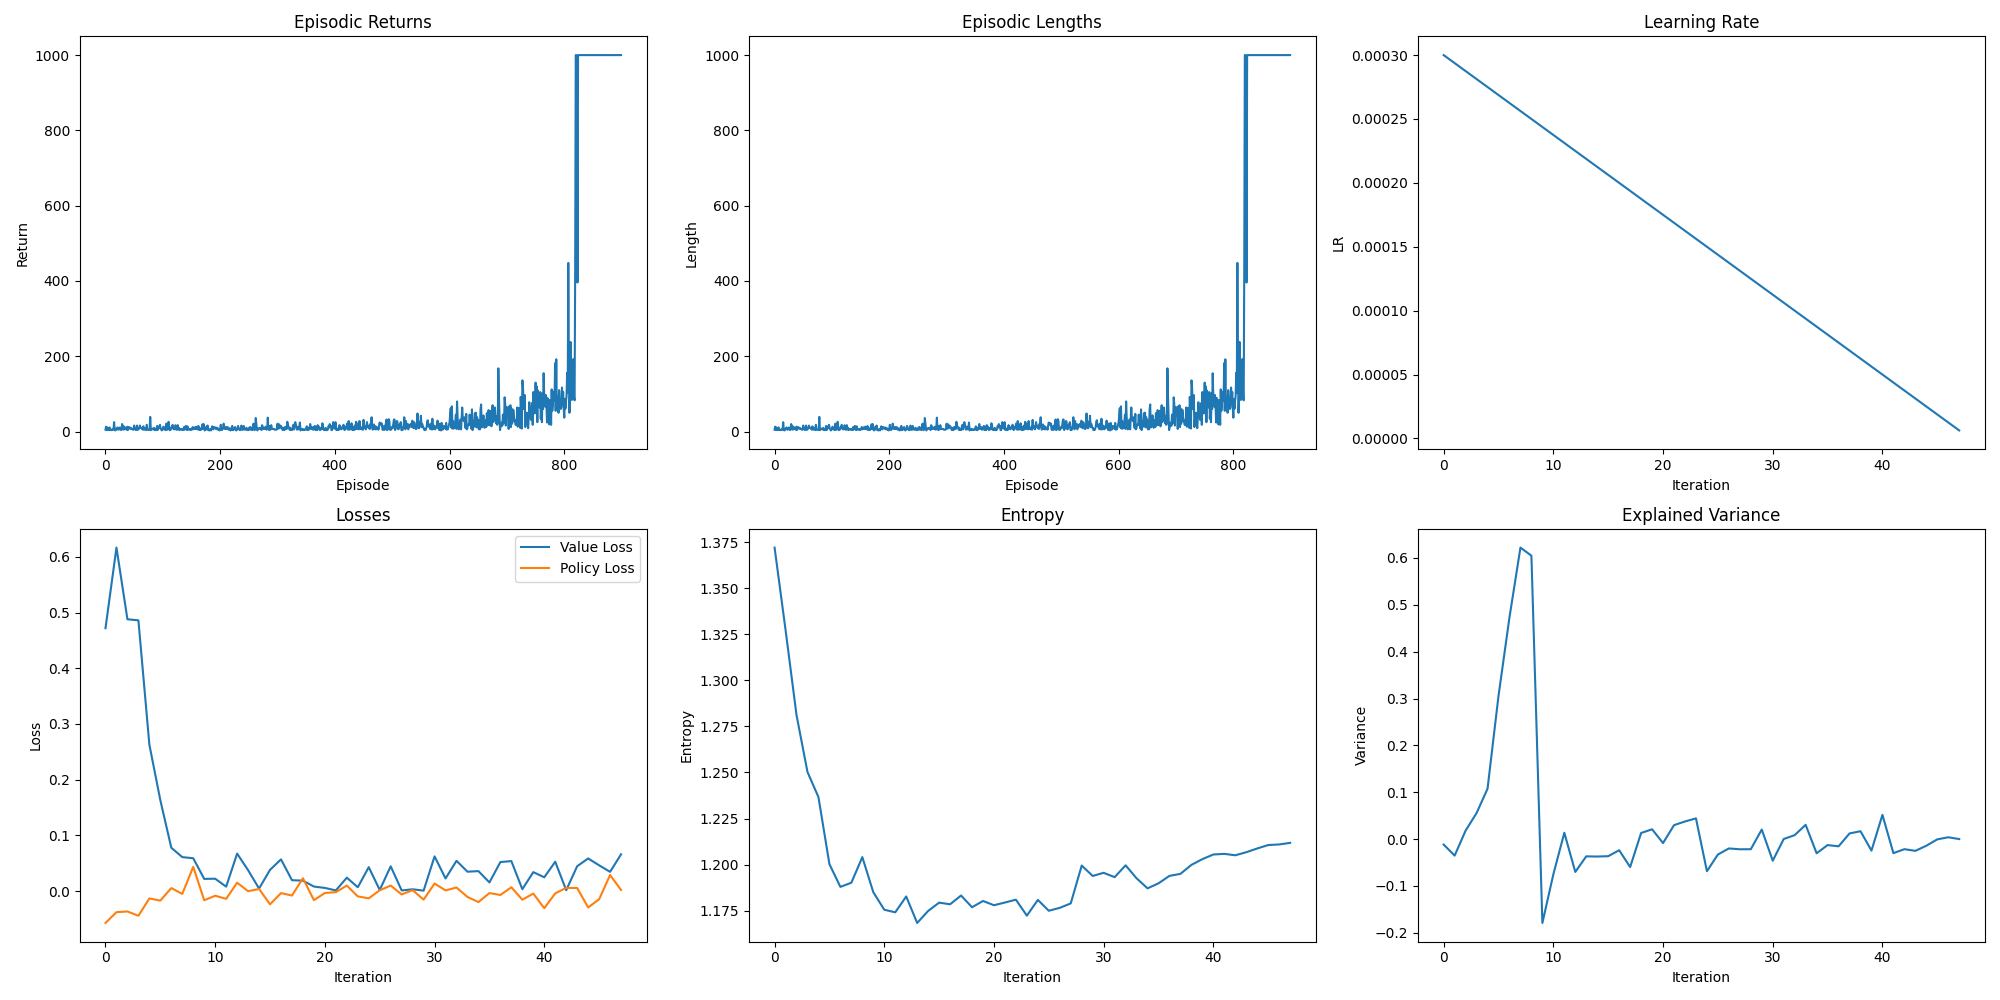 Episodic Returns
1000
800
600
400
200
0
Return
0 200 400 600 800
Episode
Episodic Lengths
1000
800
600
400
200
0
Length
0 200 400 600 800
Episode
Learning Rate
0.00030
0.00025
0.00020
0.00015
0.00010
0.00005
0.00000
LR
0 10 20 30 40
Iteration
Losses
Value Loss
Policy Loss
0.6
0.5
0.4
0.3
0.2
0.1
0.0
Loss
0 10 20 30 40
Iteration
Entropy
1.375
1.350
1.325
1.300
1.275
1.250
1.225
1.200
1.175
Entropy
0 10 20 30 40
Iteration
Explained Variance
0.6
0.5
0.4
0.3
0.2
0.1
0.0
−0.1
−0.2
Variance
0 10 20 30 40
Iteration